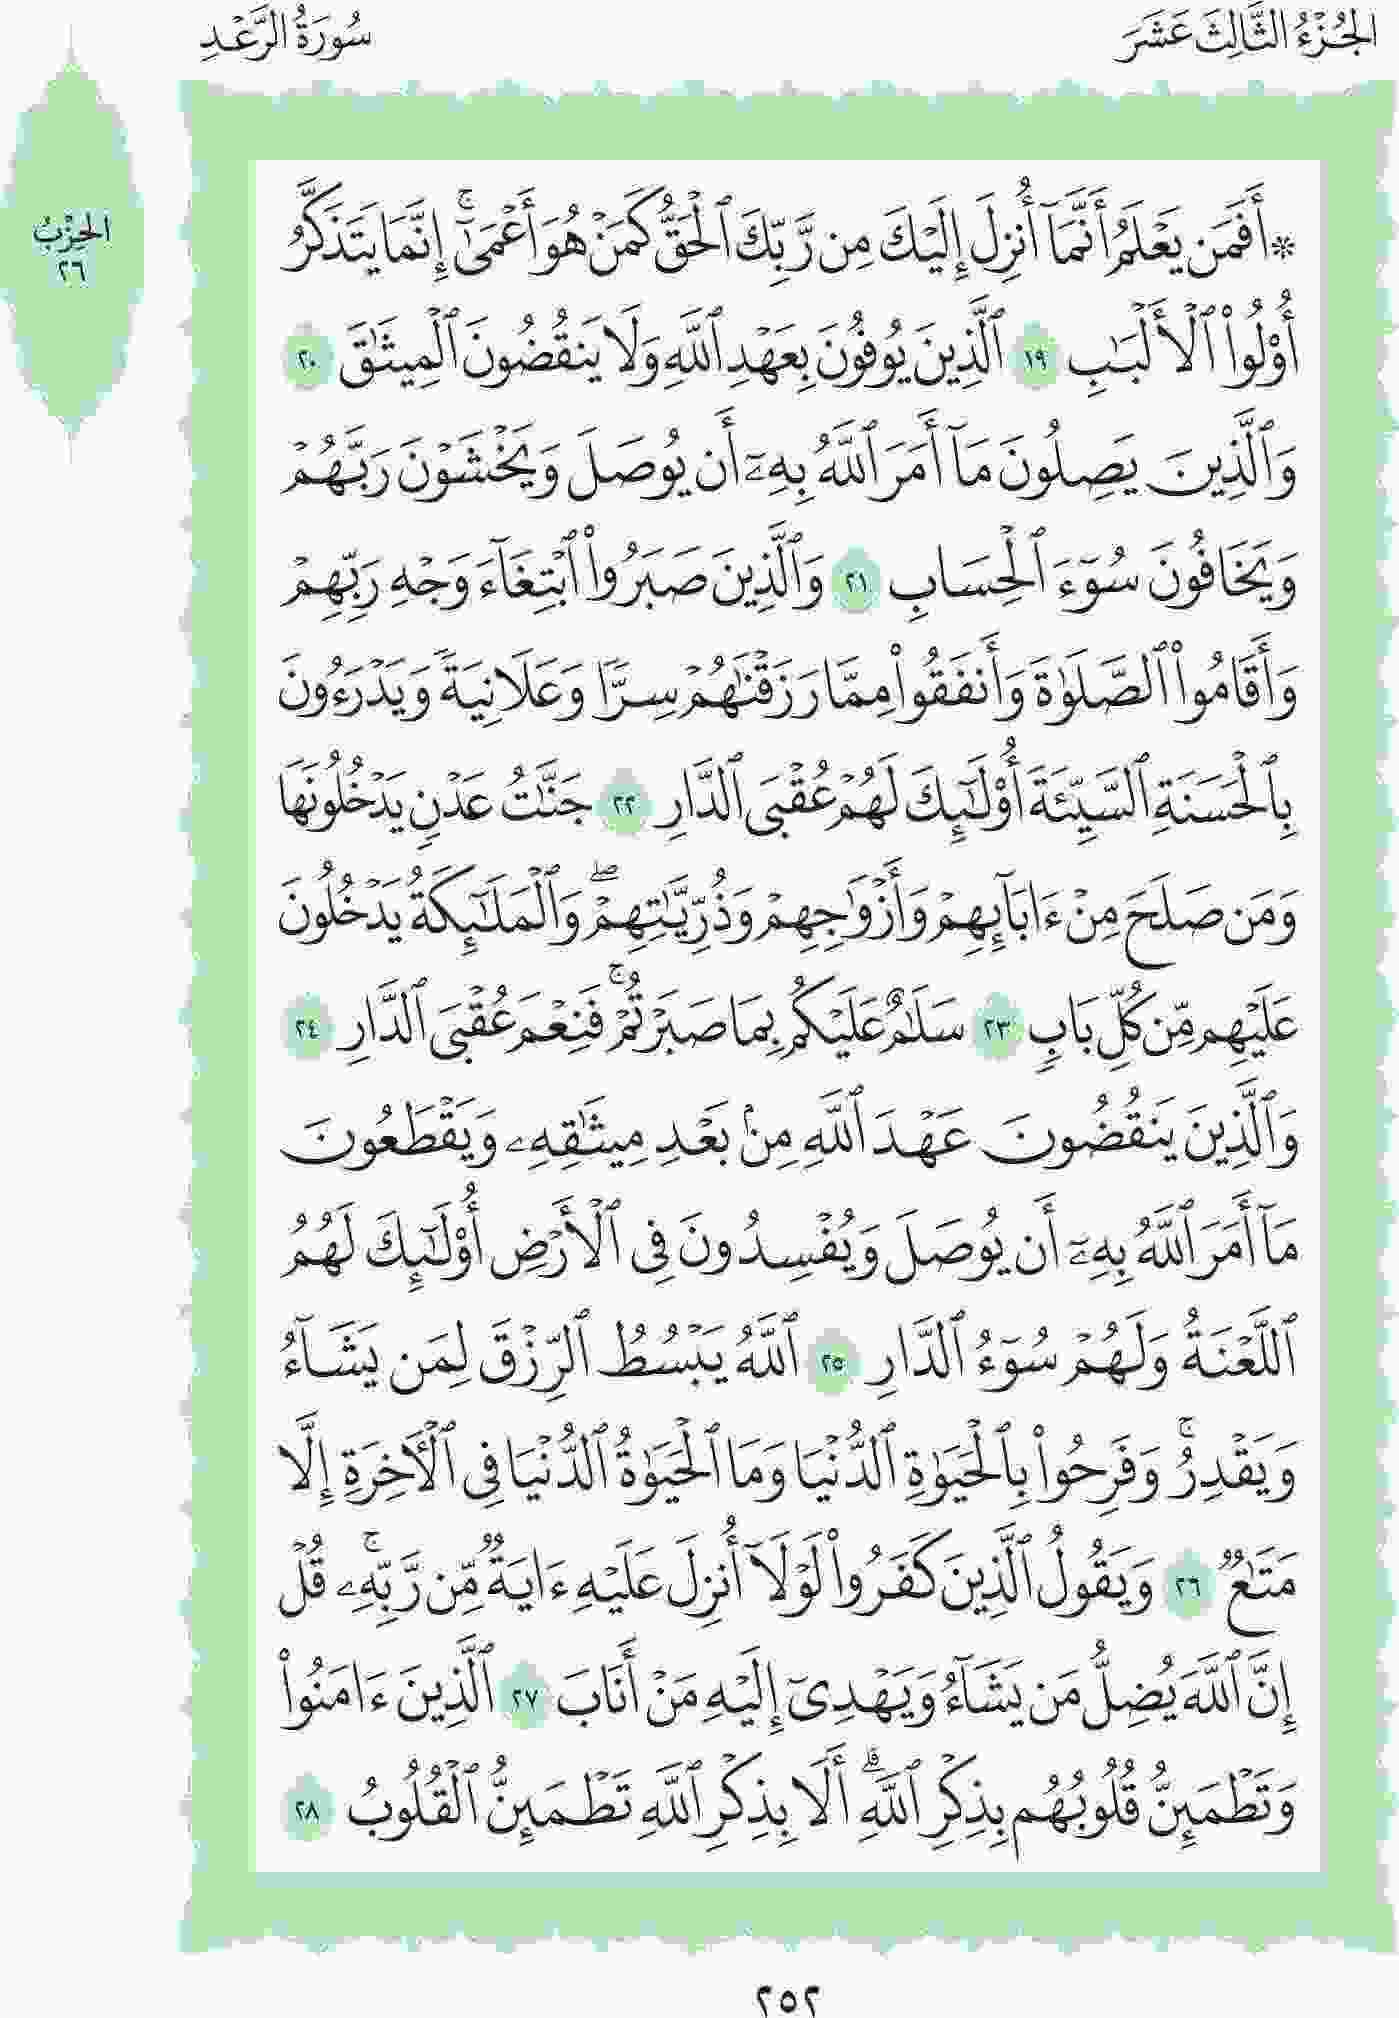 الجُزْءُ الثَّالِثَ عَشَرَ
سُورَةُ الرَّعْدِ
الحِزْبُ
٢٦
۞ أَفَمَن يَعْلَمُ أَنَّمَآ أُنزِلَ إِلَيْكَ مِن رَّبِّكَ ٱلْحَقُّ كَمَنْ هُوَ أَعْمَىٰٓ ۚ إِنَّمَا يَتَذَكَّرُ
أُو۟لُوا۟ ٱلْأَلْبَـٰبِ ١٩ ٱلَّذِينَ يُوفُونَ بِعَهْدِ ٱللَّهِ وَلَا يَنقُضُونَ ٱلْمِيثَـٰقَ ٢٠
وَٱلَّذِينَ يَصِلُونَ مَآ أَمَرَ ٱللَّهُ بِهِۦٓ أَن يُوصَلَ وَيَخْشَوْنَ رَبَّهُمْ
وَيَخَافُونَ سُوٓءَ ٱلْحِسَابِ ٢١ وَٱلَّذِينَ صَبَرُوا۟ ٱبْتِغَآءَ وَجْهِ رَبِّهِمْ
وَأَقَامُوا۟ ٱلصَّلَوٰةَ وَأَنفَقُوا۟ مِمَّا رَزَقْنَـٰهُمْ سِرًّا وَعَلَانِيَةً وَيَدْرَءُونَ
بِٱلْحَسَنَةِ ٱلسَّيِّئَةَ أُو۟لَـٰٓئِكَ لَهُمْ عُقْبَى ٱلدَّارِ ٢٢ جَنَّـٰتُ عَدْنٍ يَدْخُلُونَهَا
وَمَن صَلَحَ مِنْ ءَابَآئِهِمْ وَأَزْوَٰجِهِمْ وَذُرِّيَّـٰتِهِمْ ۖ وَٱلْمَلَـٰٓئِكَةُ يَدْخُلُونَ
عَلَيْهِم مِّن كُلِّ بَابٍ ٢٣ سَلَـٰمٌ عَلَيْكُم بِمَا صَبَرْتُمْ ۚ فَنِعْمَ عُقْبَى ٱلدَّارِ ٢٤
وَٱلَّذِينَ يَنقُضُونَ عَهْدَ ٱللَّهِ مِنۢ بَعْدِ مِيثَـٰقِهِۦ وَيَقْطَعُونَ
مَآ أَمَرَ ٱللَّهُ بِهِۦٓ أَن يُوصَلَ وَيُفْسِدُونَ فِى ٱلْأَرْضِ أُو۟لَـٰٓئِكَ لَهُمُ
ٱللَّعْنَةُ وَلَهُمْ سُوٓءُ ٱلدَّارِ ٢٥ ٱللَّهُ يَبْسُطُ ٱلرِّزْقَ لِمَن يَشَآءُ
وَيَقْدِرُ ۚ وَفَرِحُوا۟ بِٱلْحَيَوٰةِ ٱلدُّنْيَا وَمَا ٱلْحَيَوٰةُ ٱلدُّنْيَا فِى ٱلْـَٔاخِرَةِ إِلَّا
مَتَـٰعٌ ٢٦ وَيَقُولُ ٱلَّذِينَ كَفَرُوا۟ لَوْلَآ أُنزِلَ عَلَيْهِ ءَايَةٌ مِّن رَّبِّهِۦ ۚ قُلْ
إِنَّ ٱللَّهَ يُضِلُّ مَن يَشَآءُ وَيَهْدِىٓ إِلَيْهِ مَنْ أَنَابَ ٢٧ ٱلَّذِينَ ءَامَنُوا۟
وَتَطْمَئِنُّ قُلُوبُهُم بِذِكْرِ ٱللَّهِ ۗ أَلَا بِذِكْرِ ٱللَّهِ تَطْمَئِنُّ ٱلْقُلُوبُ ٢٨
٢٥٢